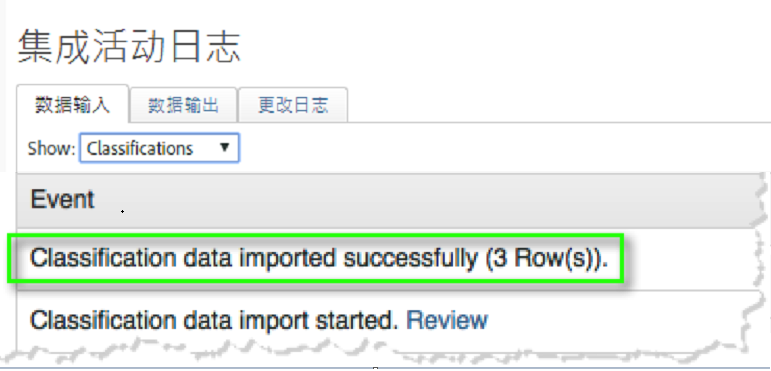 集成活动日志
数据输入 数据输出 更改日志
Show: Classifications
Event
Classification data imported successfully (3 Row(s)).
Classification data import started. Review